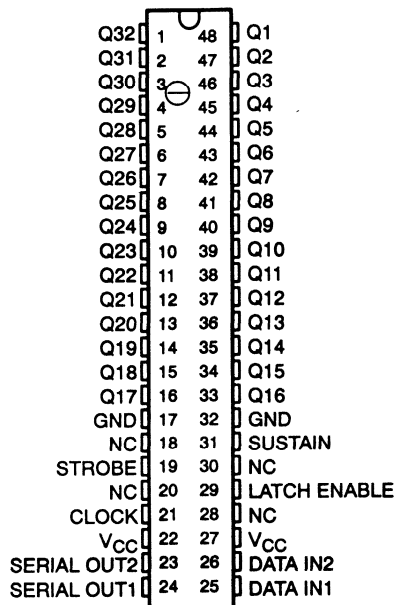 Q32 1 48 Q1
Q31 2 47 Q2
Q30 3 46 Q3
Q29 4 45 Q4
Q28 5 44 Q5
Q27 6 43 Q6
Q26 7 42 Q7
Q25 8 41 Q8
Q24 9 40 Q9
Q23 10 39 Q10
Q22 11 38 Q11
Q21 12 37 Q12
Q20 13 36 Q13
Q19 14 35 Q14
Q18 15 34 Q15
Q17 16 33 Q16
GND 17 32 GND
NC 18 31 SUSTAIN
STROBE 19 30 NC
NC 20 29 LATCH ENABLE
CLOCK 21 28 NC
VCC 22 27 VCC
SERIAL OUT2 23 26 DATA IN2
SERIAL OUT1 24 25 DATA IN1